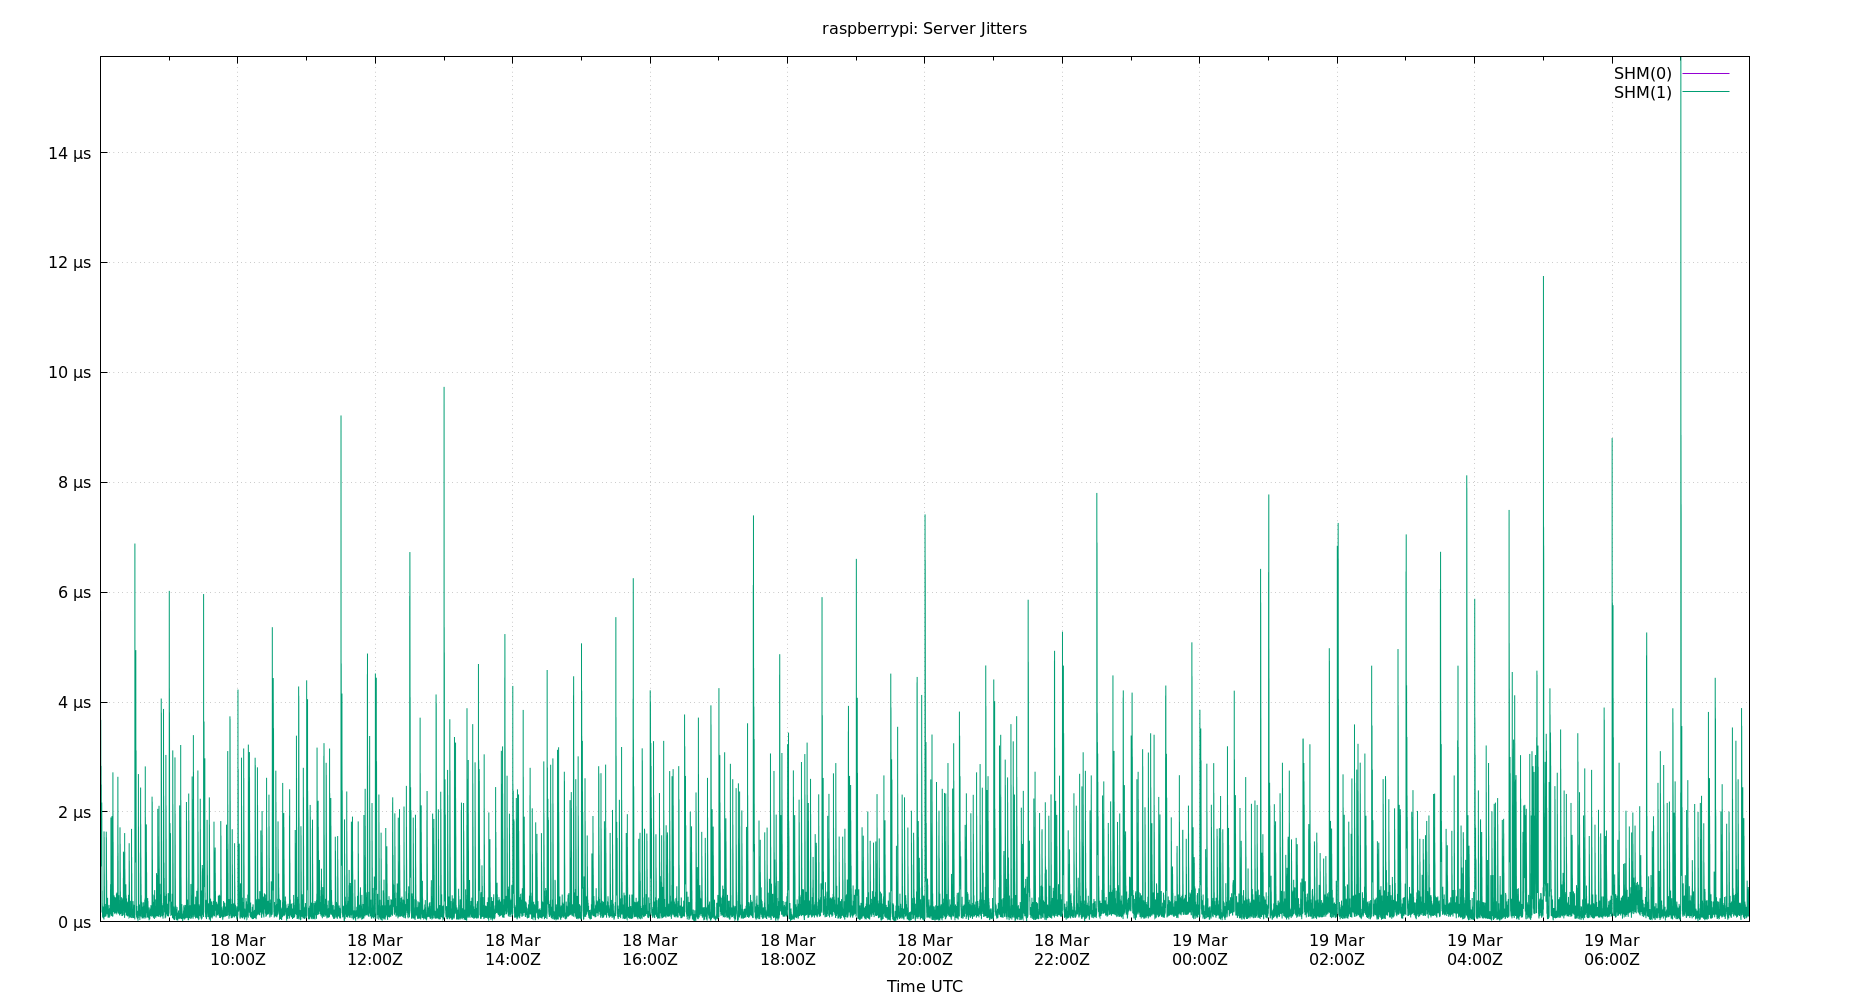 raspberrypi: Server Jitters
SHM(0)
SHM(1)
14 µs
12 µs
10 µs
8 µs
6 µs
4 µs
2 µs
0 µs
18 Mar 18 Mar 18 Mar 18 Mar 18 Mar 18 Mar 18 Mar 19 Mar 19 Mar 19 Mar 19 Mar
10:00Z 12:00Z 14:00Z 16:00Z 18:00Z 20:00Z 22:00Z 00:00Z 02:00Z 04:00Z 06:00Z
Time UTC